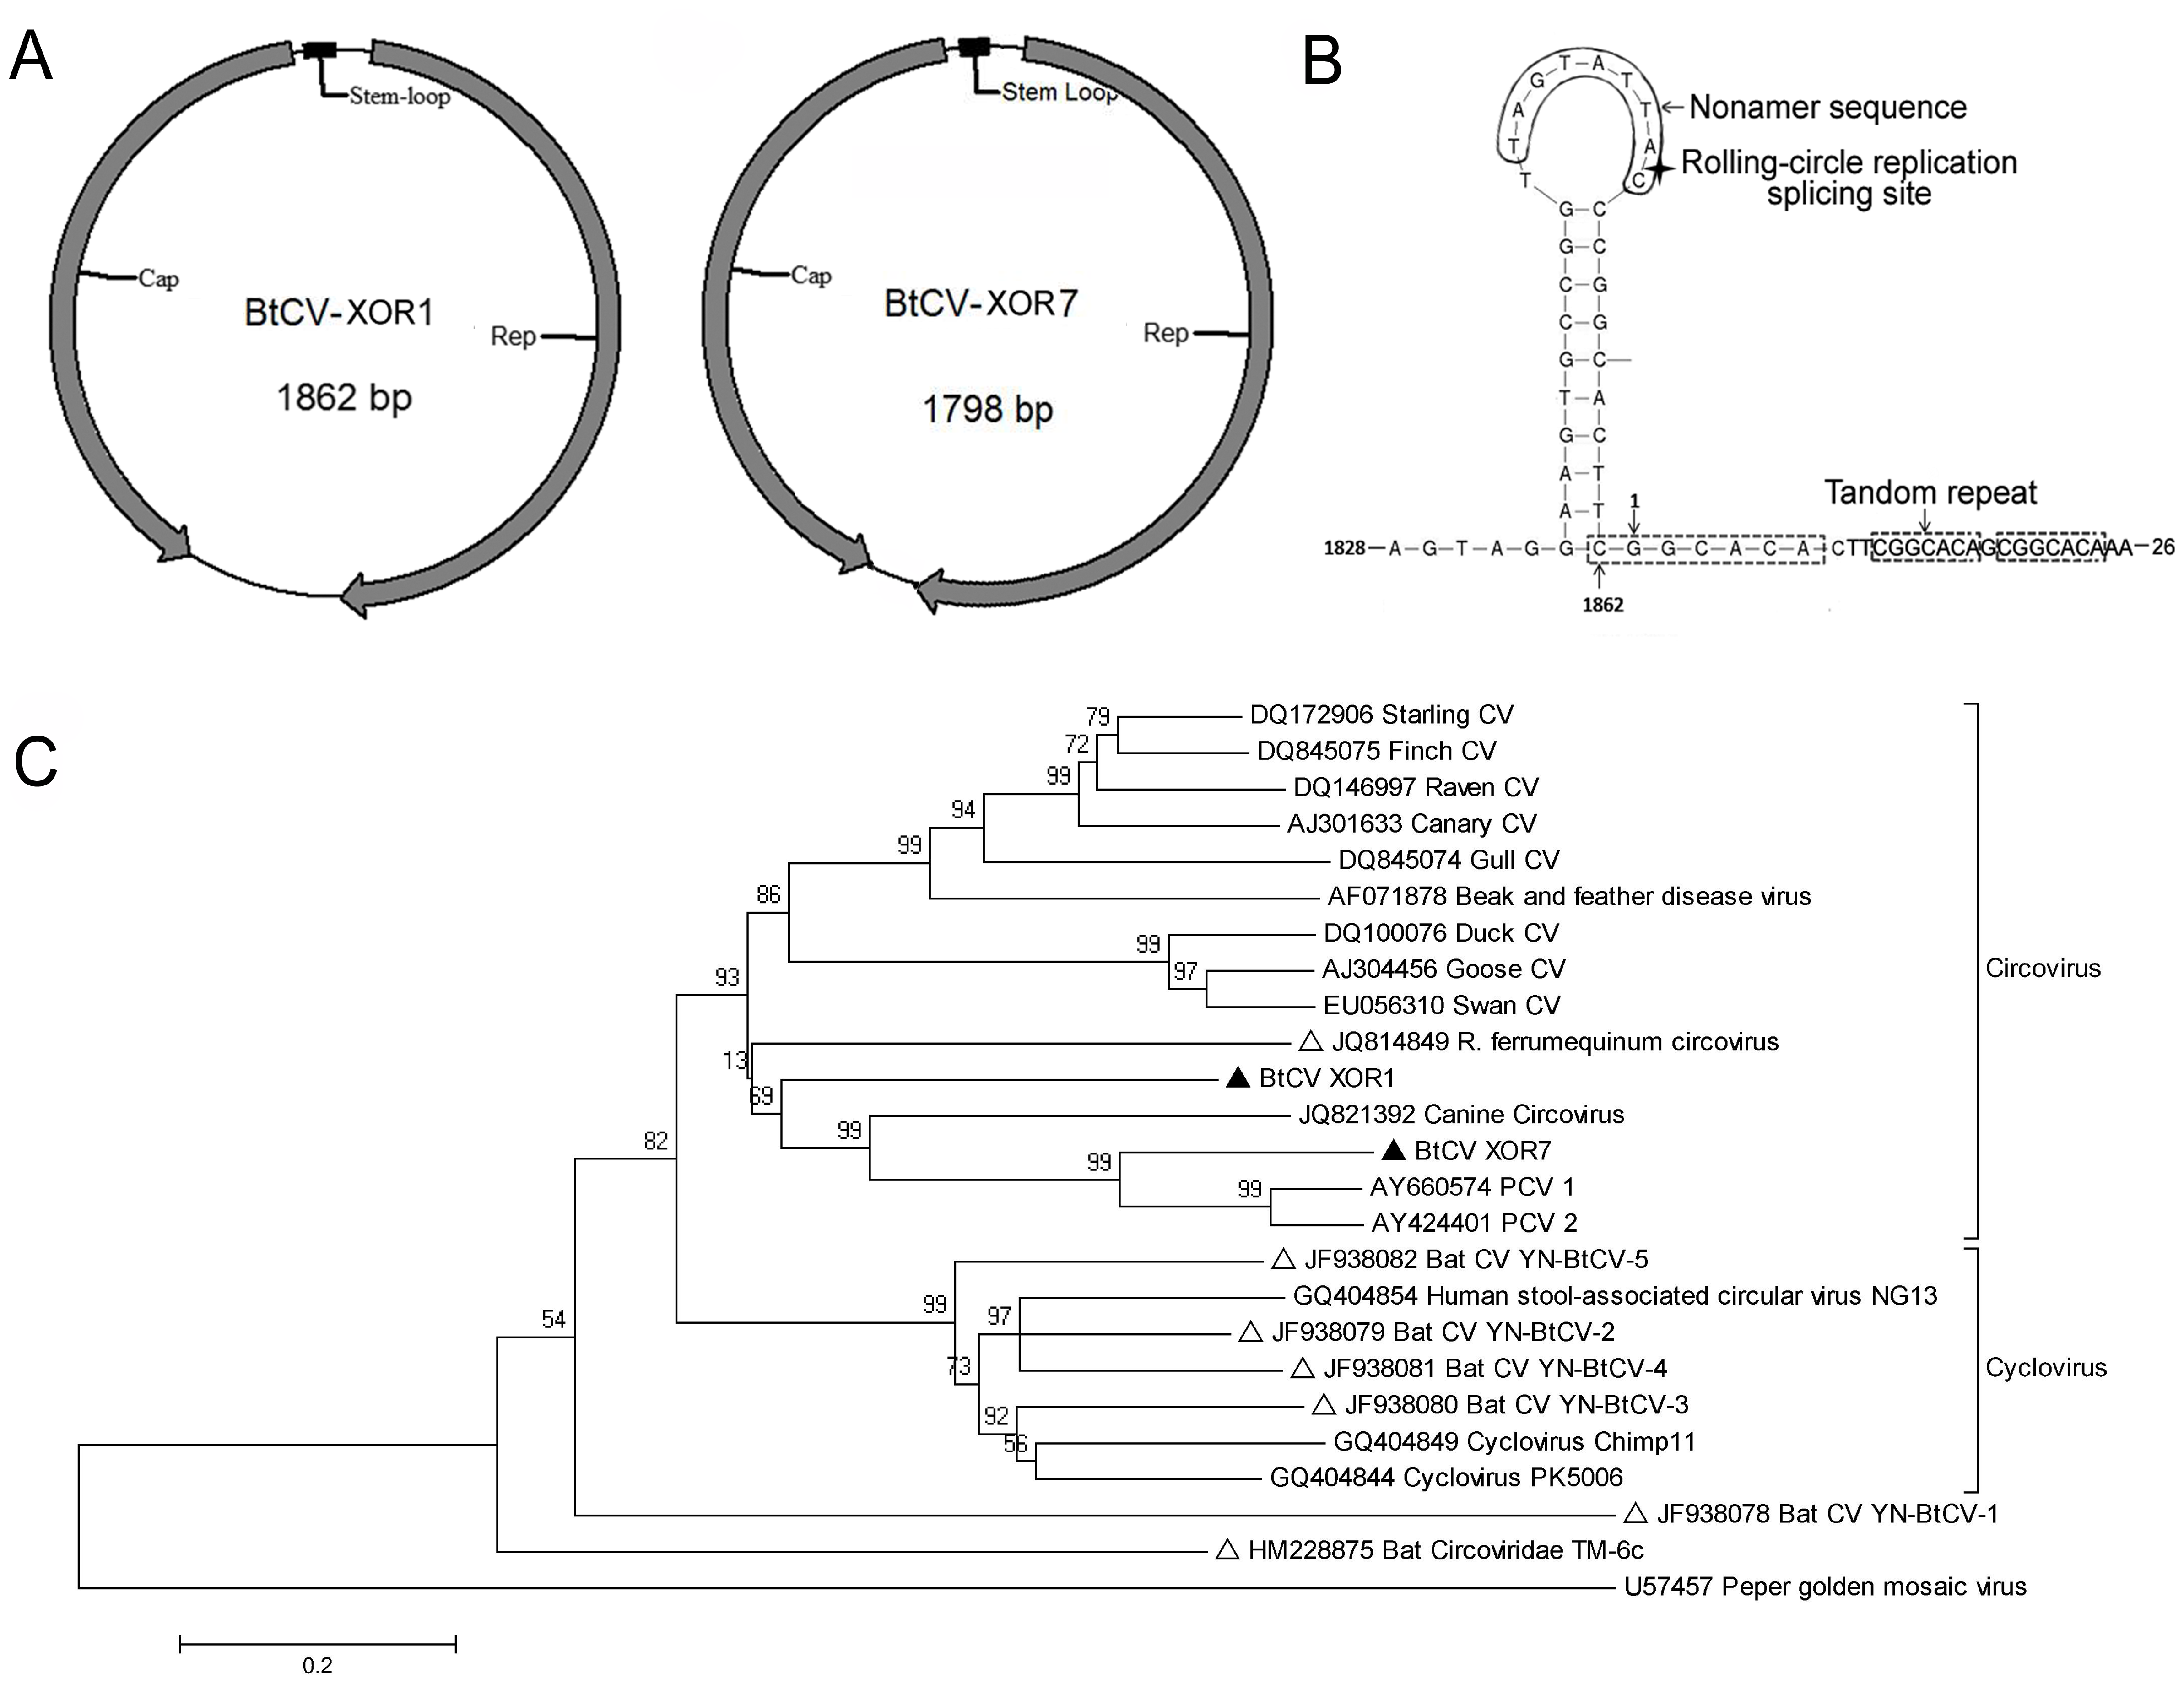 A
Stem-loop
Cap
BtCV-XOR1
Rep
1862 bp
Stem Loop
Cap
BtCV-XOR7
Rep
1798 bp
B
T-A
G T
A T
T A
T C
Nonamer sequence
Rolling-circle replication
splicing site
G-C
G-C
C-G
C-G
G-C
T-A
G-C
A-T
A-T
1
Tandom repeat
1828-A-G-T-A-G-G-C-G-G-C-A-C-A-CTTCGGCACAGCGGCACAAA-26
1862
C
79
DQ172906 Starling CV
72
DQ845075 Finch CV
99
DQ146997 Raven CV
94
AJ301633 Canary CV
99
DQ845074 Gull CV
86
AF071878 Beak and feather disease virus
DQ100076 Duck CV
99
97
AJ304456 Goose CV
Circovirus
93
EU056310 Swan CV
JQ814849 R. ferrumequinum circovirus
13
BtCV XOR1
69
JQ821392 Canine Circovirus
99
82
BtCV XOR7
99
AY660574 PCV 1
99
AY424401 PCV 2
JF938082 Bat CV YN-BtCV-5
99
GQ404854 Human stool-associated circular virus NG13
97
54
JF938079 Bat CV YN-BtCV-2
73
JF938081 Bat CV YN-BtCV-4
Cyclovirus
JF938080 Bat CV YN-BtCV-3
92
56
GQ404849 Cyclovirus Chimp11
GQ404844 Cyclovirus PK5006
JF938078 Bat CV YN-BtCV-1
HM228875 Bat Circoviridae TM-6c
U57457 Peper golden mosaic virus
0.2